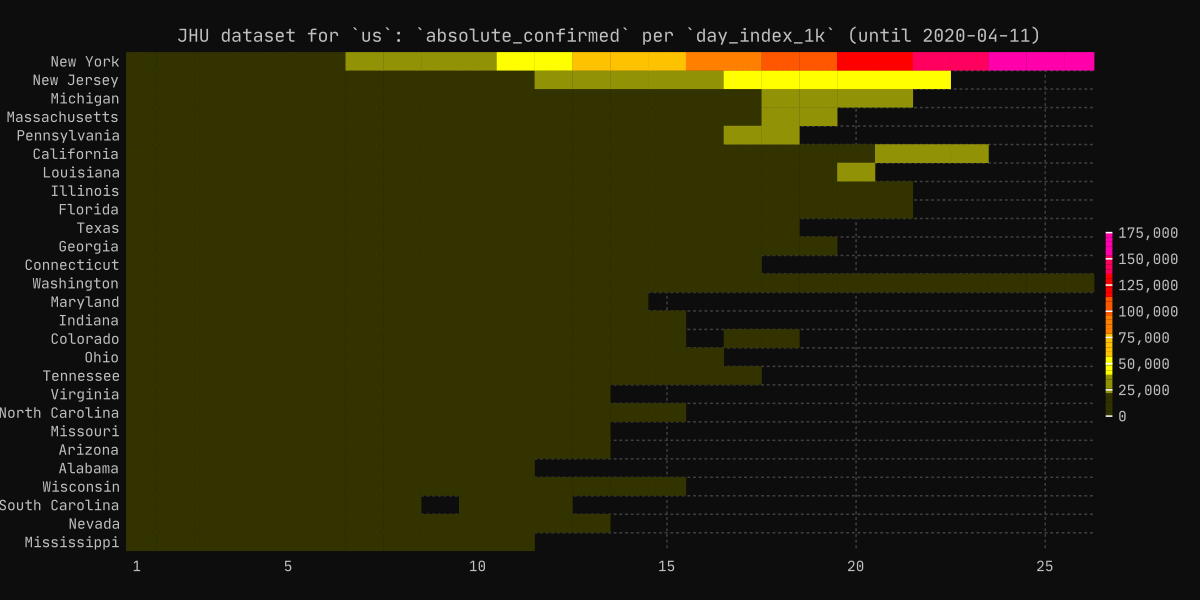 JHU dataset for `us`: `absolute_confirmed` per `day_index_1k` (until 2020-04-11)
New York
New Jersey
Michigan
Massachusetts
Pennsylvania
California
Louisiana
Illinois
Florida
Texas
Georgia
Connecticut
Washington
Maryland
Indiana
Colorado
Ohio
Tennessee
Virginia
North Carolina
Missouri
Arizona
Alabama
Wisconsin
South Carolina
Nevada
Mississippi
1 5 10 15 20 25
175,000
150,000
125,000
100,000
75,000
50,000
25,000
0